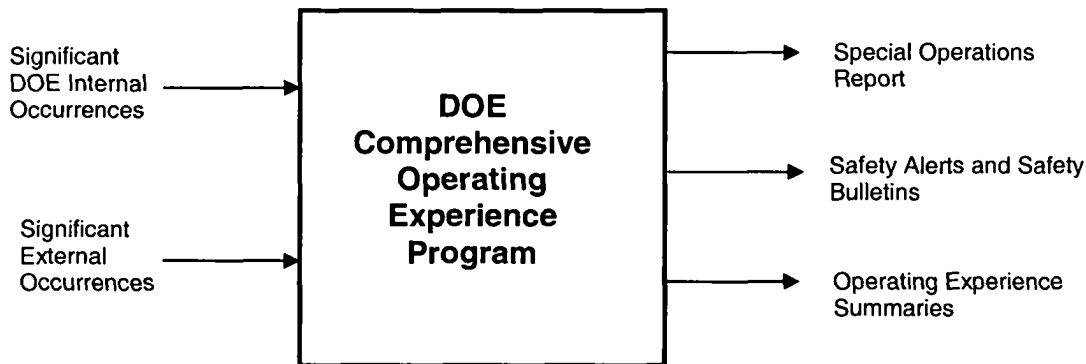 Significant
DOE Internal
Occurrences
Significant
External
Occurrences
DOE
Comprehensive
Operating
Experience
Program
Special Operations
Report
Safety Alerts and Safety
Bulletins
Operating Experience
Summaries